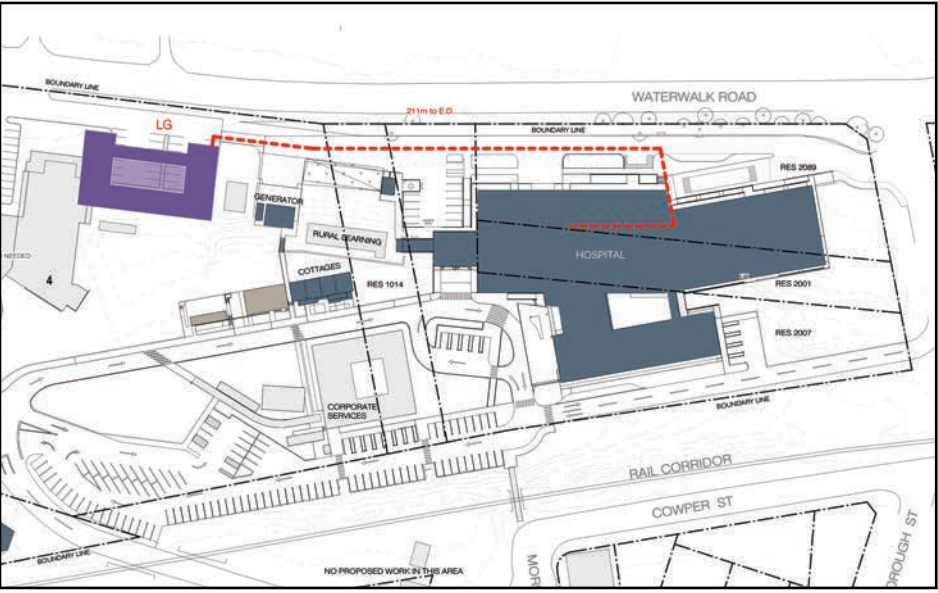 WATERWALK ROAD
BOUNDARY LINE
211m to E.D.
LG
BOUNDARY LINE
RES 2089
GENERATOR
RURAL LEARNING
NEEDED
HOSPITAL
4
COTTAGES
RES 1014
RES 2001
RES 2007
CORPORATE
SERVICES
BOUNDARY LINE
RAIL CORRIDOR
COWPER ST
BOUNDARY LINE
NO PROPOSED WORK IN THIS AREA